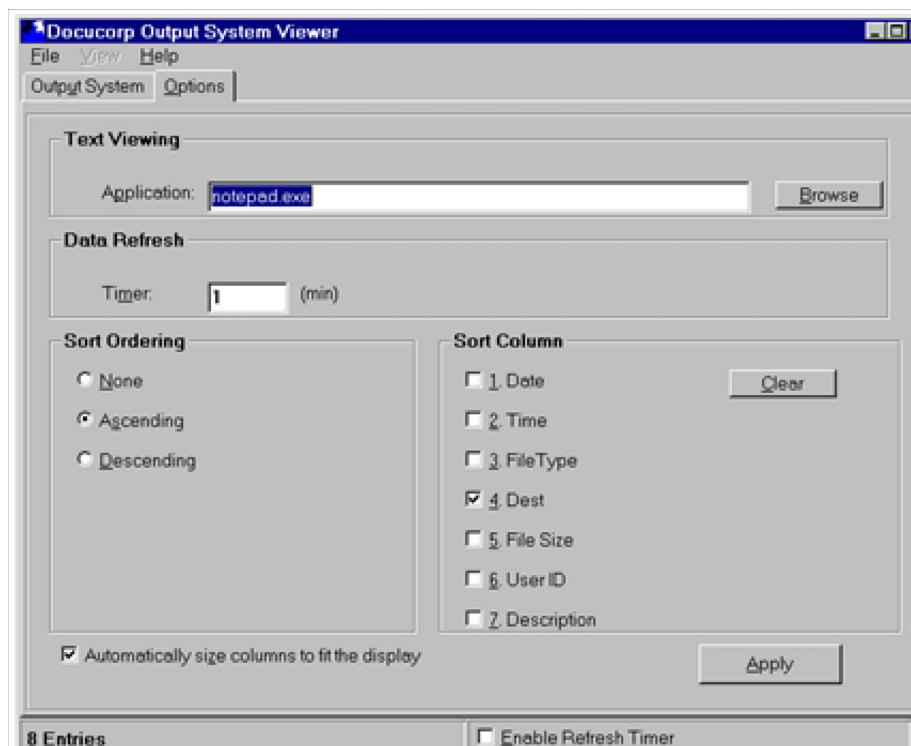 Docucorp Output System Viewer
File View Help
Output System Options
Text Viewing
Application: notepad.exe Browse
Data Refresh
Timer: 1 (min)
Sort Ordering
None
Ascending
Descending
Sort Column
1. Date Clear
2. Time
3. FileType
4. Dest
5. File Size
6. User ID
7. Description
Automatically size columns to fit the display
Apply
8 Entries Enable Refresh Timer